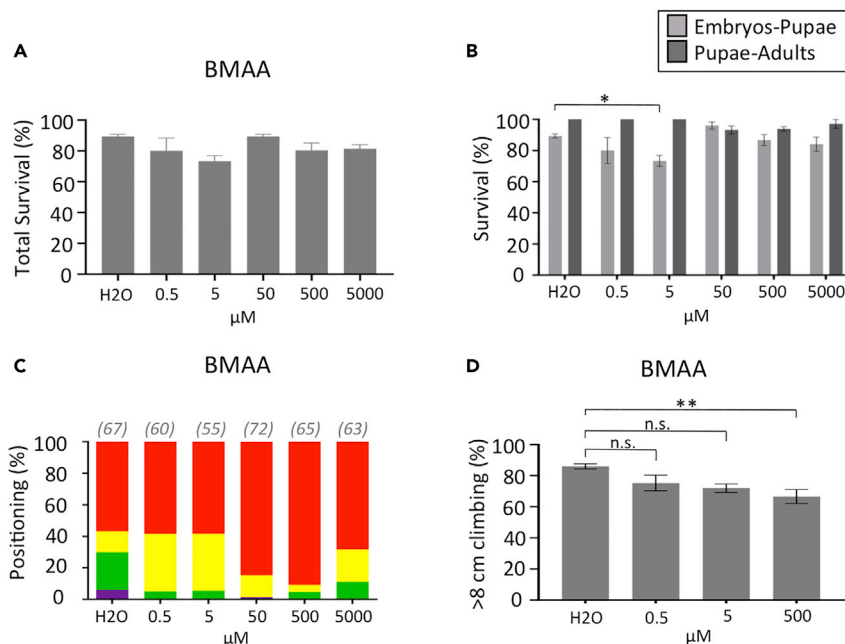 Embryos-Pupae
Pupae-Adults
A
BMAA
Total Survival (%)
100
80
60
40
20
0
H2O 0.5 5 50 500 5000
µM
B
BMAA
*
Survival (%)
100
80
60
40
20
0
H2O 0.5 5 50 500 5000
µM
C
BMAA
(67) (60) (55) (72) (65) (63)
Positioning (%)
100
80
60
40
20
0
H2O 0.5 5 50 500 5000
µM
D
BMAA
**
n.s.
n.s.
>8 cm climbing (%)
100
80
60
40
20
0
H2O 0.5 5 500
µM